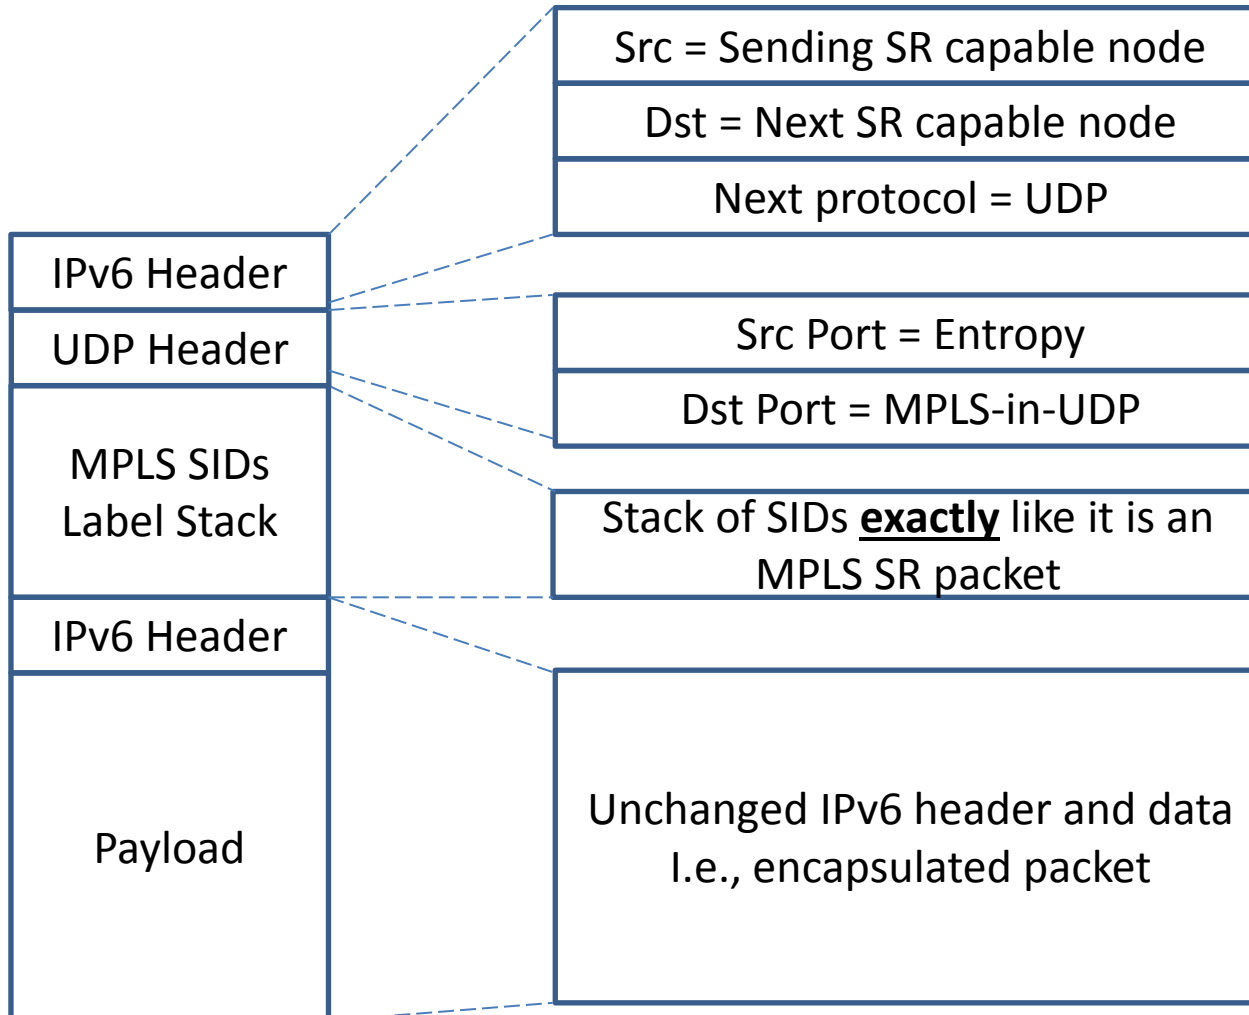 Src = Sending SR capable node
Dst = Next SR capable node
Next protocol = UDP
IPv6 Header
UDP Header
Src Port = Entropy
Dst Port = MPLS-in-UDP
MPLS SIDs
Label Stack
Stack of SIDs exactly like it is an
MPLS SR packet
IPv6 Header
Payload
Unchanged IPv6 header and data
I.e., encapsulated packet